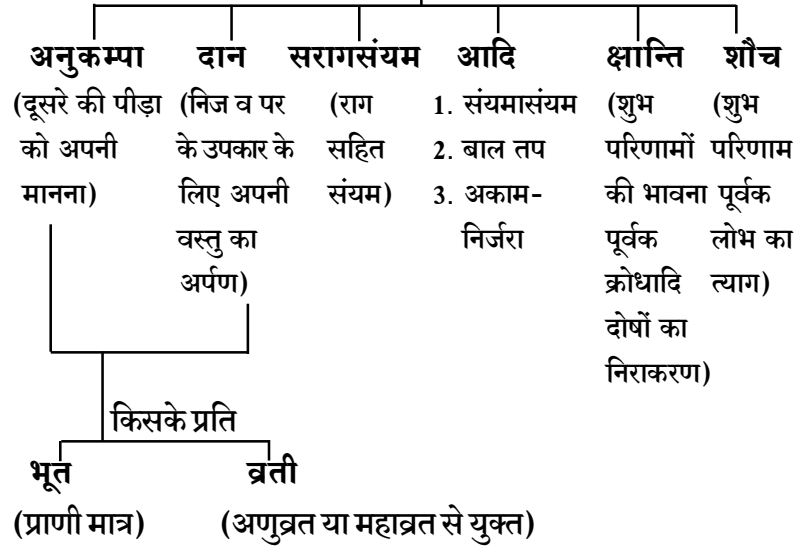 अनुकम्पा दान सरागसंयम आदि क्षान्ति शौच
(दूसरे की पीड़ा (निज व पर (राग 1. संयमासंयम (शुभ (शुभ
को अपनी के उपकार के सहित 2. बाल तप परिणामों परिणाम
मानना) लिए अपनी संयम) 3. अकाम- की भावना पूर्वक
वस्तु का निर्जरा पूर्वक लोभ का
अर्पण) क्रोधादि त्याग)
दोषों का
निराकरण)
किसके प्रति
भूत व्रती
(प्राणी मात्र) (अणुव्रत या महाव्रत से युक्त)